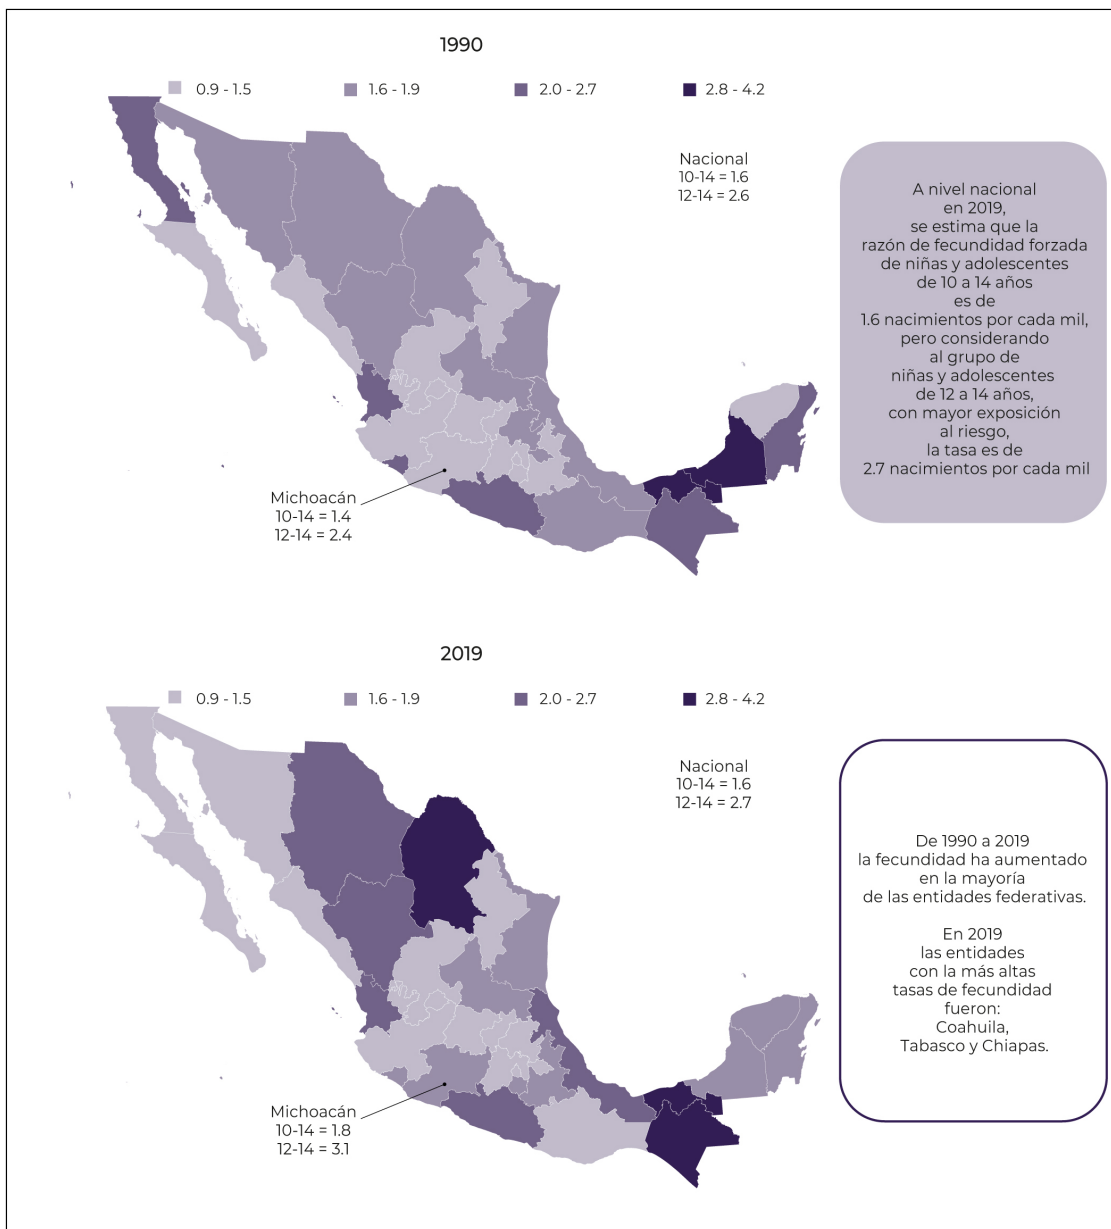 1990
0.9 - 1.5
1.6 - 1.9
2.0 - 2.7
2.8 - 4.2
Nacional
10-14 = 1.6
12-14 = 2.6
Michoacán
10-14 = 1.4
12-14 = 2.4
A nivel nacional
en 2019,
se estima que la
razón de fecundidad forzada
de niñas y adolescentes
de 10 a 14 años
es de
1.6 nacimientos por cada mil,
pero considerando
al grupo de
niñas y adolescentes
de 12 a 14 años,
con mayor exposición
al riesgo,
la tasa es de
2.7 nacimientos por cada mil
2019
0.9 - 1.5
1.6 - 1.9
2.0 - 2.7
2.8 - 4.2
Nacional
10-14 = 1.6
12-14 = 2.7
Michoacán
10-14 = 1.8
12-14 = 3.1
De 1990 a 2019
la fecundidad ha aumentado
en la mayoría
de las entidades federativas.
En 2019
las entidades
con la más altas
tasas de fecundidad
fueron:
Coahuila,
Tabasco y Chiapas.